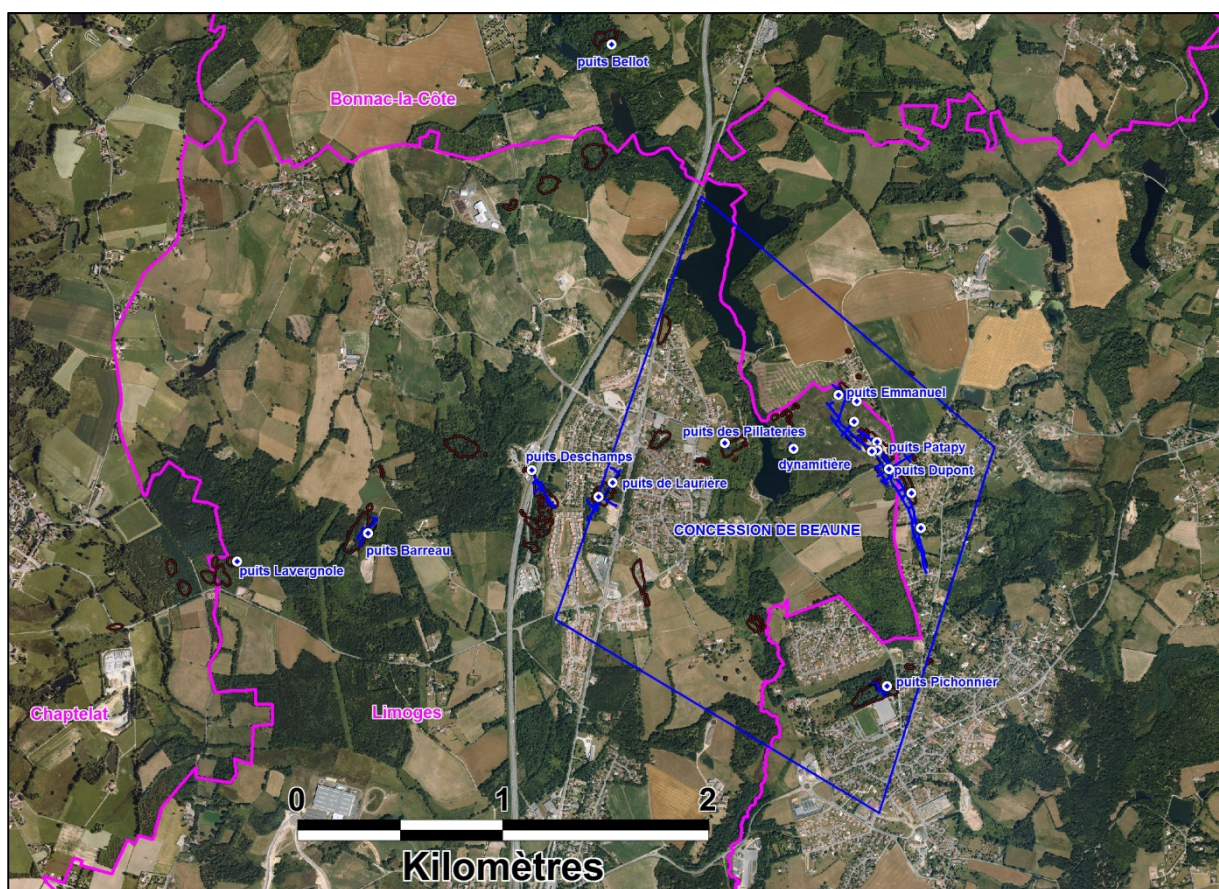 puits Bellot
Bonnac-la-Côte
puits Emmanuel
puits des Pillateries
puits Patapy
puits Deschamps
dynamitière
puits Dupont
puits de Laurière
CONCESSION DE BEAUNE
puits Barreau
puits Lavergnole
puits Pichonnier
Chaptelat
Limoges
0 1 2
Kilomètres